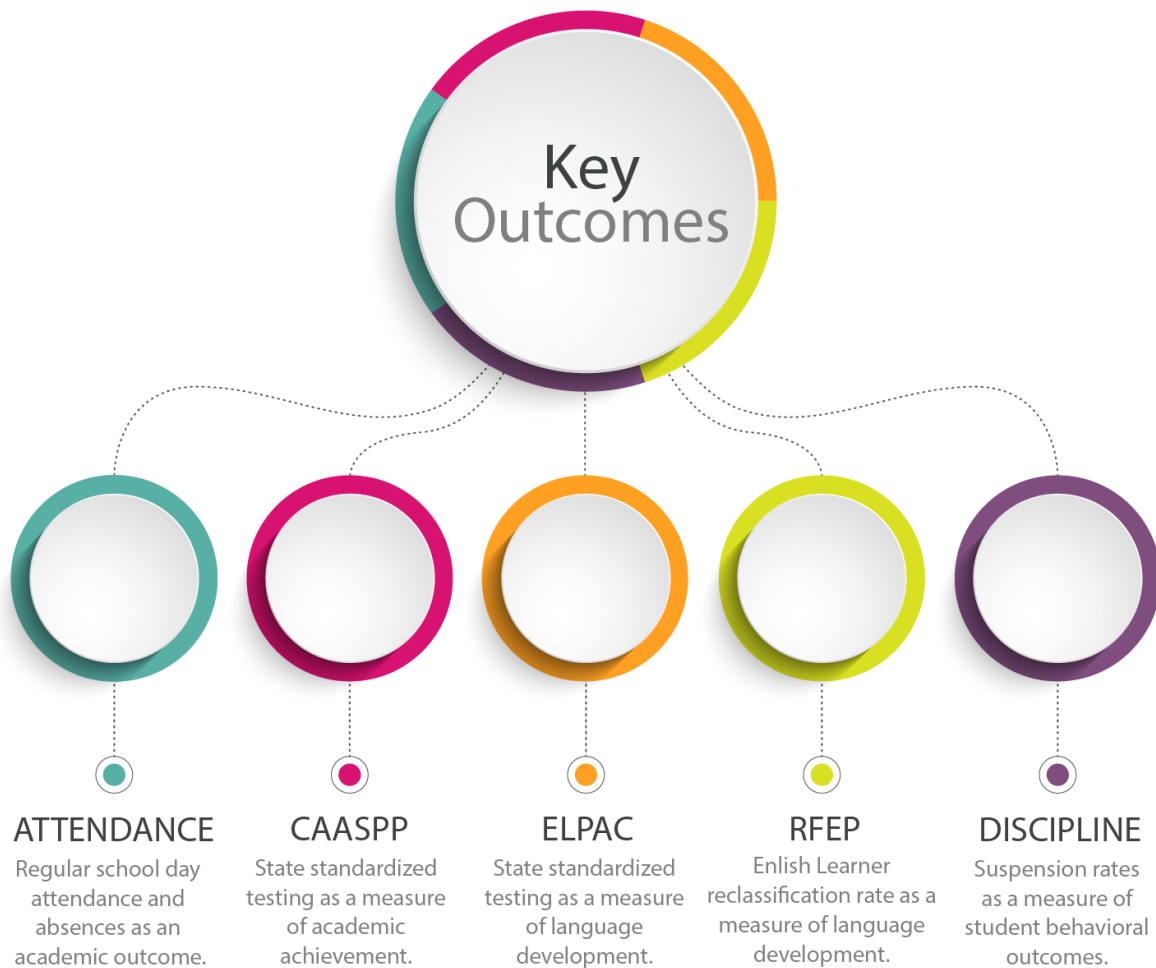 Key
Outcomes
ATTENDANCE
Regular school day
attendance and
absences as an
academic outcome.
CAASPP
State standardized
testing as a measure
of academic
achievement.
ELPAC
State standardized
testing as a measure
of language
development.
RFEP
Enlish Learner
reclassification rate as a
measure of language
development.
DISCIPLINE
Suspension rates
as a measure of
student behavioral
outcomes.